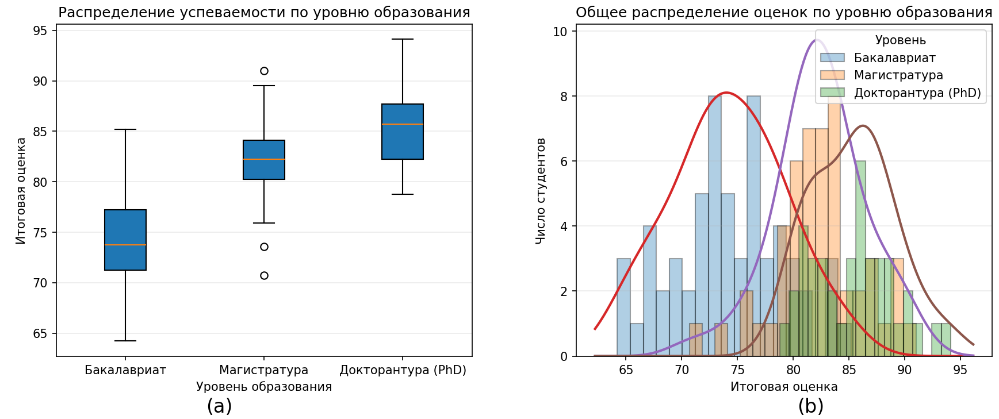 Распределение успеваемости по уровню образования
95
90
85
80
75
70
65
Итоговая оценка
Бакалавриат
Магистратура
Докторантура (PhD)
Уровень образования
(a)
Общее распределение оценок по уровню образования
10
8
6
4
2
0
Число студентов
Уровень
Бакалавриат
Магистратура
Докторантура (PhD)
65
70
75
80
85
90
95
Итоговая оценка
(b)